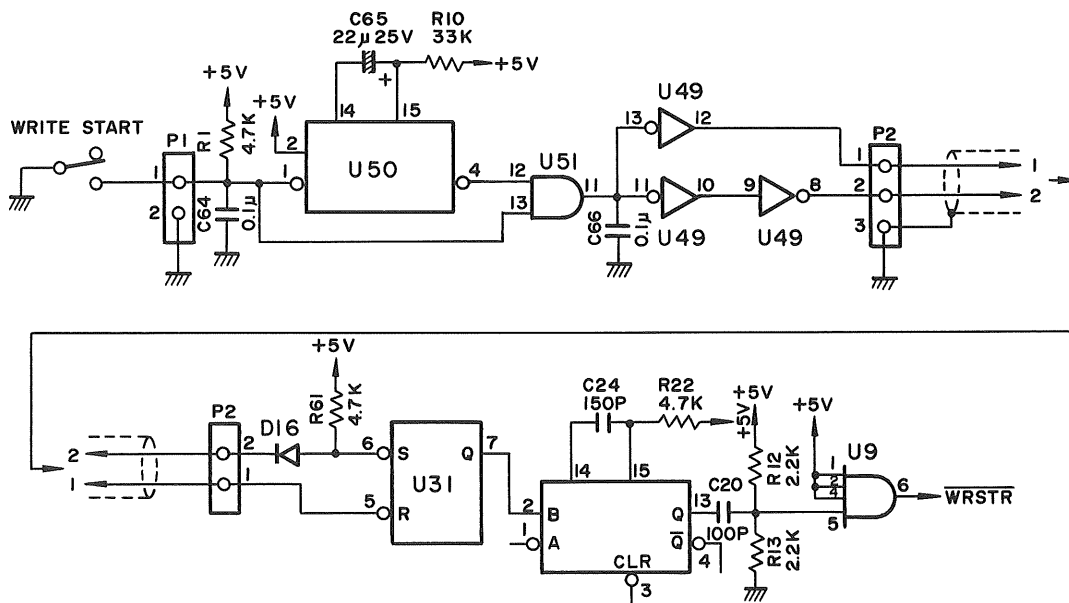 C65
22μ 25V
R10
33K
+5V
+
+5V
+5V
14
15
WRITE START
P1
R1
4.7K
2
1
1
U50
4
12
U51
11
13
U49
12
P2
1
1
2
C64
0.1μ
13
C66
0.1μ
11
10
9
8
2
2
3
U49
U49
+5V
C24
150P
R22
4.7K
+5V
+5V
+5V
P2
D16
R61
4.7K
2
2
6
S
Q
7
14
15
R12
2.2K
U9
1
2
4
6
WRSTR
1
1
5
R
U31
2
B
Q
13
C20
100P
5
1
A
Q
4
R13
2.2K
CLR
3